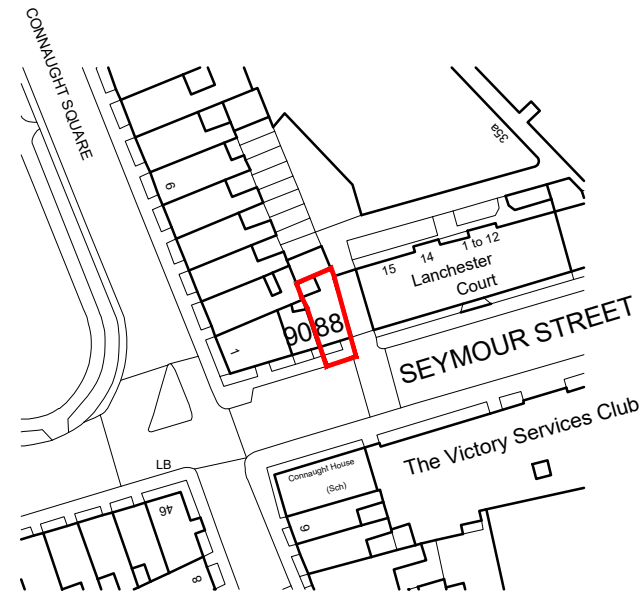 CONNAUGHT SQUARE
35a
9
1 to 12
14
15
Lanchester
Court
90
88
1
SEYMOUR STREET
The Victory Services Club
LB
Connaught House
(Sch)
46
9
8